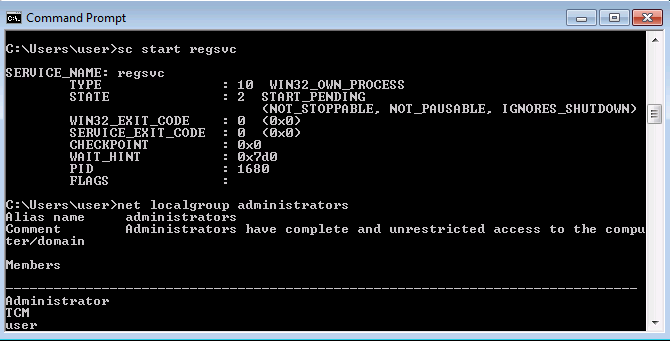 Command Prompt
C:\Users\user>sc start regsvc
SERVICE_NAME: regsvc
        TYPE               : 10  WIN32_OWN_PROCESS
        STATE              : 2  START_PENDING
                                (NOT_STOPPABLE, NOT_PAUSABLE, IGNORES_SHUTDOWN)
        WIN32_EXIT_CODE    : 0  (0x0)
        SERVICE_EXIT_CODE  : 0  (0x0)
        CHECKPOINT         : 0x0
        WAIT_HINT          : 0x7d0
        PID                : 1680
        FLAGS              :
C:\Users\user>net localgroup administrators
Alias name     administrators
Comment        Administrators have complete and unrestricted access to the compu
ter/domain
Members
-------------------------------------------------------------------------------
Administrator
TCM
user